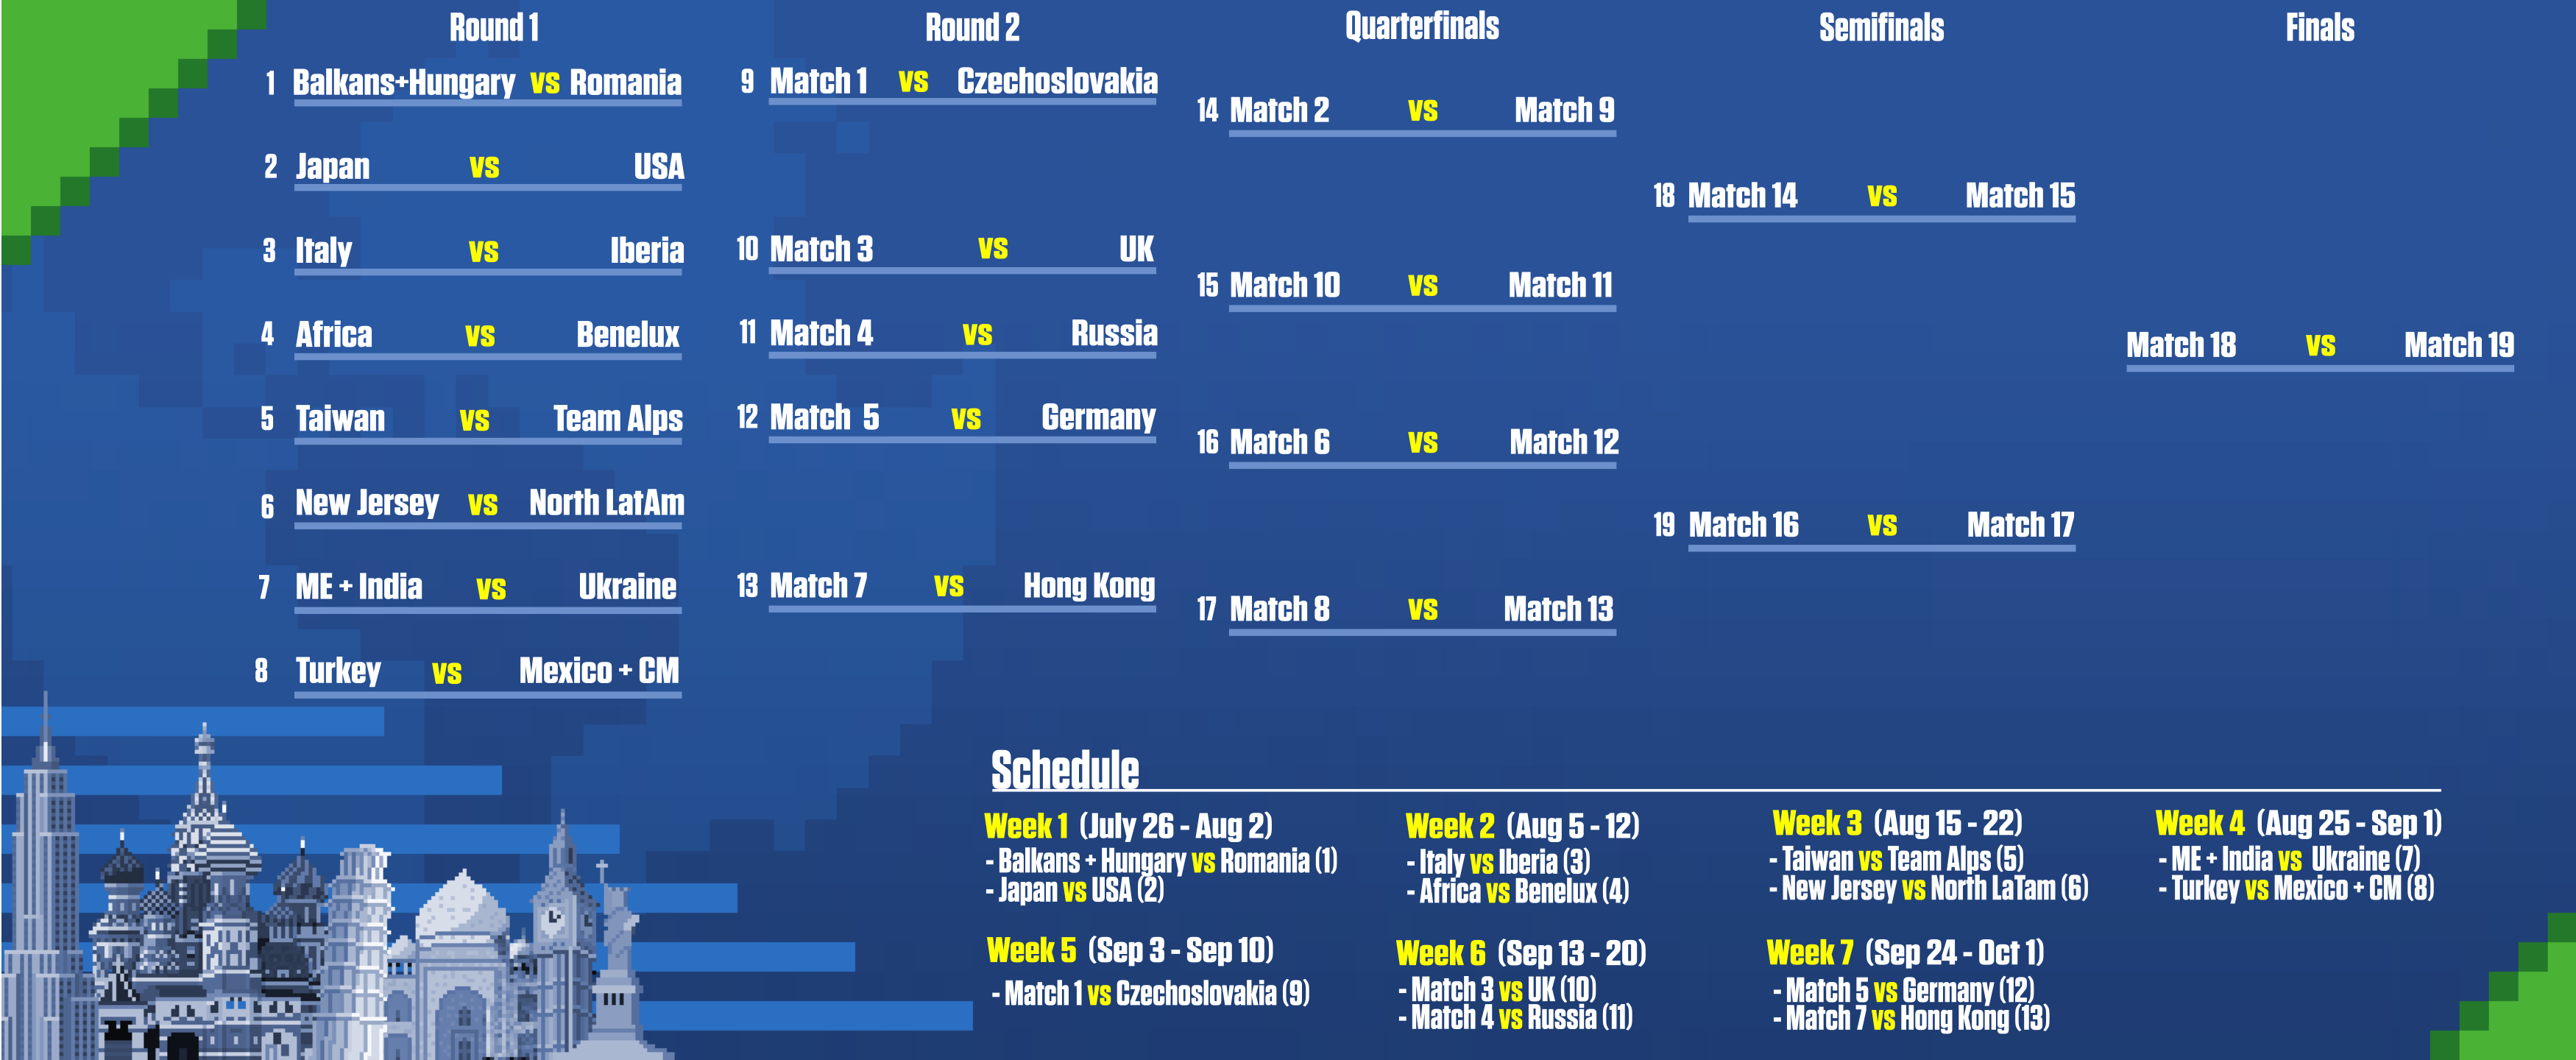 Round 1
1 Balkans+Hungary vs Romania
2 Japan vs USA
3 Italy vs Iberia
4 Africa vs Benelux
5 Taiwan vs Team Alps
6 New Jersey vs North LatAm
7 ME + India vs Ukraine
8 Turkey vs Mexico + CM
Round 2
9 Match 1 vs Czechoslovakia
10 Match 3 vs UK
11 Match 4 vs Russia
12 Match 5 vs Germany
13 Match 7 vs Hong Kong
Quarterfinals
14 Match 2 vs Match 9
15 Match 10 vs Match 11
16 Match 6 vs Match 12
17 Match 8 vs Match 13
Semifinals
18 Match 14 vs Match 15
19 Match 16 vs Match 17
Finals
Match 18 vs Match 19
Schedule
Week 1 (July 26 - Aug 2)
- Balkans + Hungary vs Romania (1)
- Japan vs USA (2)
Week 2 (Aug 5 - 12)
- Italy vs Iberia (3)
- Africa vs Benelux (4)
Week 3 (Aug 15 - 22)
- Taiwan vs Team Alps (5)
- New Jersey vs North LaTam (6)
Week 4 (Aug 25 - Sep 1)
- ME + India vs Ukraine (7)
- Turkey vs Mexico + CM (8)
Week 5 (Sep 3 - Sep 10)
- Match 1 vs Czechoslovakia (9)
Week 6 (Sep 13 - 20)
- Match 3 vs UK (10)
- Match 4 vs Russia (11)
Week 7 (Sep 24 - Oct 1)
- Match 5 vs Germany (12)
- Match 7 vs Hong Kong (13)